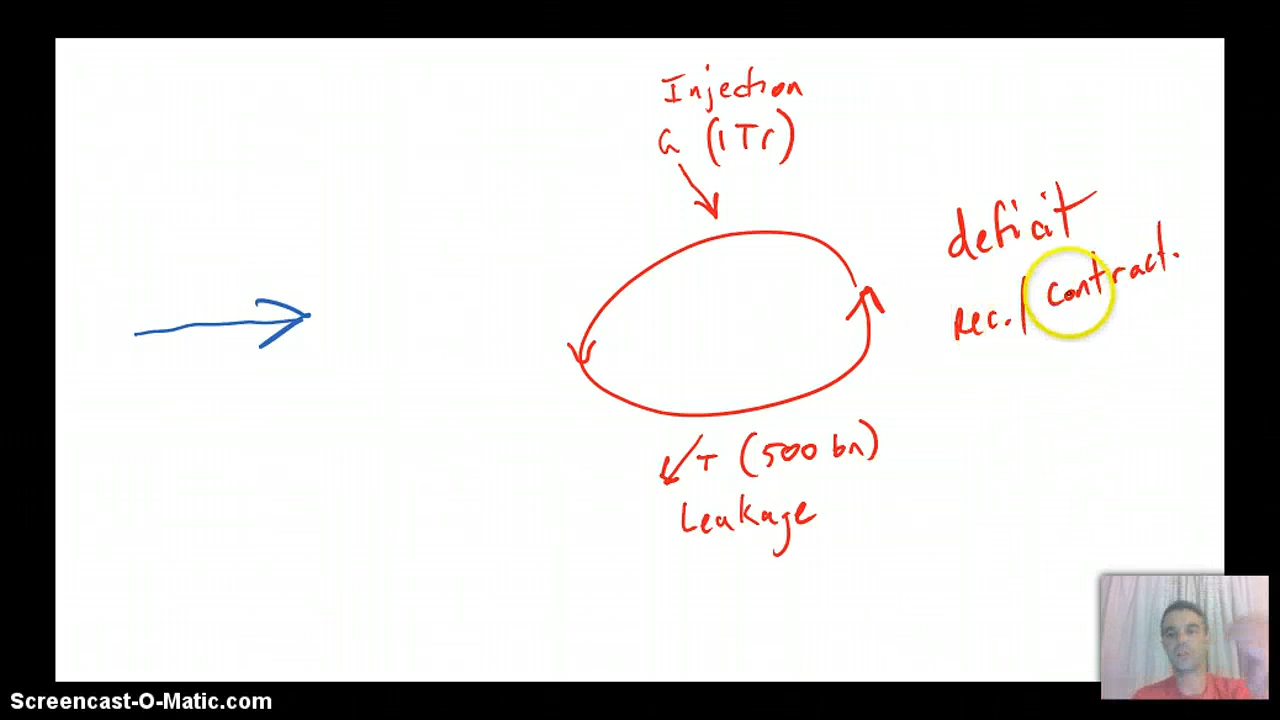 Injection
G (1Tr)
deficit
Rec. / contract.
T (500 bn)
Leakage
Screencast-O-Matic.com